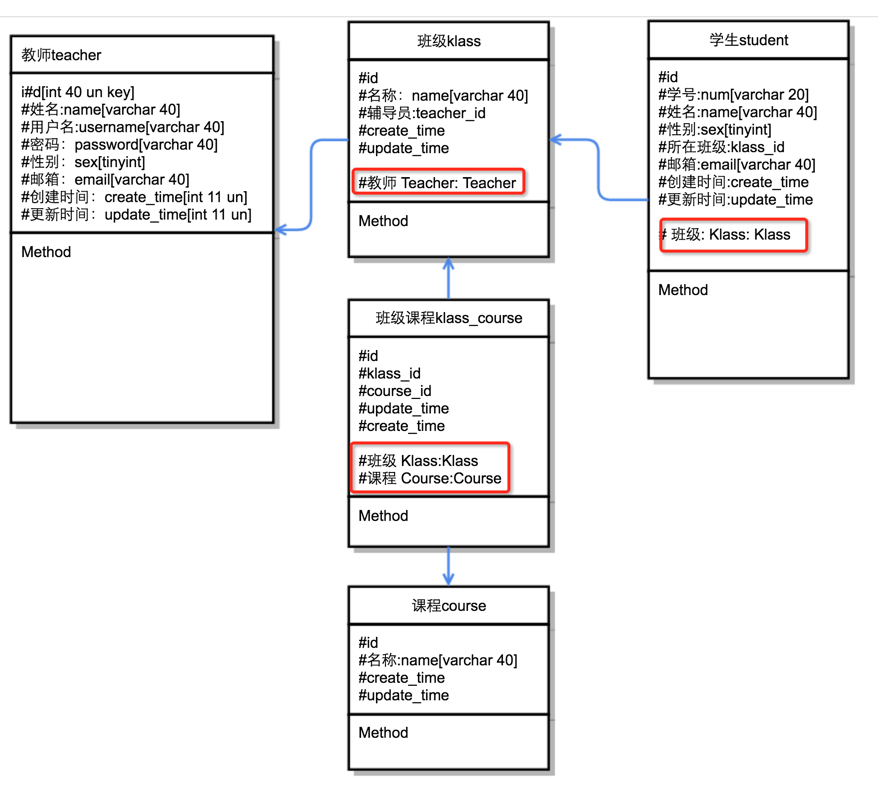 教师teacher
i#d[int 40 un key]
#姓名:name[varchar 40]
#用户名:username[varchar 40]
#密码：password[varchar 40]
#性别：sex[tinyint]
#邮箱：email[varchar 40]
#创建时间：create_time[int 11 un]
#更新时间：update_time[int 11 un]
Method
班级klass
#id
#名称：name[varchar 40]
#辅导员:teacher_id
#create_time
#update_time
#教师 Teacher: Teacher
Method
学生student
#id
#学号:num[varchar 20]
#姓名:name[varchar 40]
#性别:sex[tinyint]
#所在班级:klass_id
#邮箱:email[varchar 40]
#创建时间:create_time
#更新时间:update_time
# 班级: Klass: Klass
Method
班级课程klass_course
#id
#klass_id
#course_id
#update_time
#create_time
#班级 Klass:Klass
#课程 Course:Course
Method
课程course
#id
#名称:name[varchar 40]
#create_time
#update_time
Method